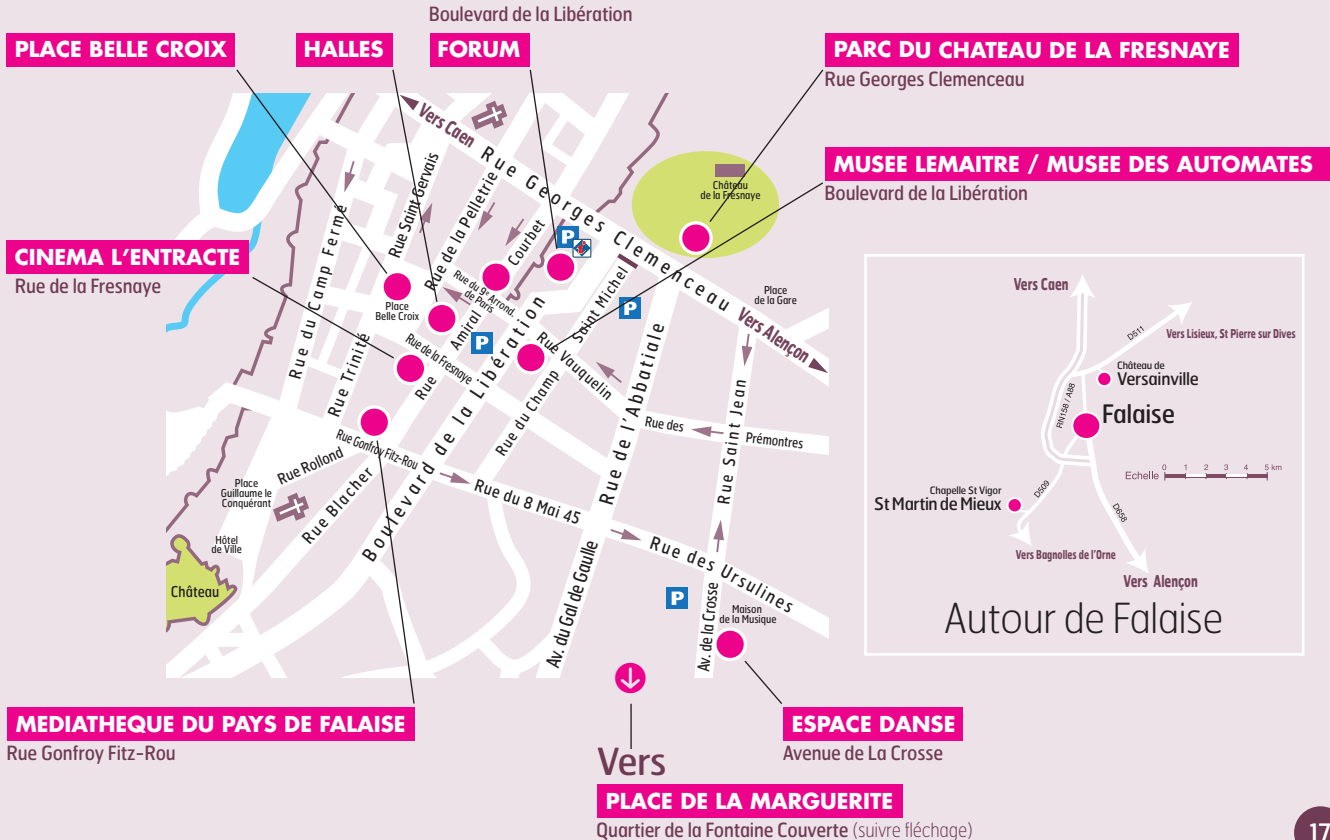 Boulevard de la Libération
PLACE BELLE CROIX
HALLES
FORUM
PARC DU CHATEAU DE LA FRESNAYE
Rue Georges Clemenceau
MUSEE LEMAITRE / MUSEE DES AUTOMATES
Boulevard de la Libération
CINEMA L'ENTRACTE
Rue de la Fresnaye
Vers Caen
Rue Georges Clemenceau
Vers Alençon
Château
de la Fresnaye
Place
de la Gare
Rue du Camp Fermé
Rue Saint Gervais
Rue de la Pelletrie
Rue Amiral Courbet
Rue du 9e Arrond.
de Paris
P
P
P
P
Place
Belle Croix
Rue Trinité
Rue de la Fresnaye
Boulevard de la Libération
Rue du Champ Saint Michel
Rue Vauquelin
Rue de l'Abbatiale
Rue Saint Jean
Rue des Prémontres
Rue Gonfroy Fitz-Rou
Rue Rollond
Rue Blacher
Place
Guillaume le
Conquérant
Hôtel
de Ville
Château
Rue du 8 Mai 45
Rue des Ursulines
Av. du Gal de Gaulle
Av. de la Crosse
Maison
de la Musique
Vers Caen
D511
Vers Lisieux, St Pierre sur Dives
Château de
Versainville
RN158 / A88
Falaise
Echelle 0 1 2 3 4 5 km
Chapelle St Vigor
St Martin de Mieux
D509
D658
Vers Bagnolles de l'Orne
Vers Alençon
Autour de Falaise
MEDIATHEQUE DU PAYS DE FALAISE
Rue Gonfroy Fitz-Rou
ESPACE DANSE
Avenue de La Crosse
Vers
PLACE DE LA MARGUERITE
Quartier de la Fontaine Couverte (suivre fléchage)
17